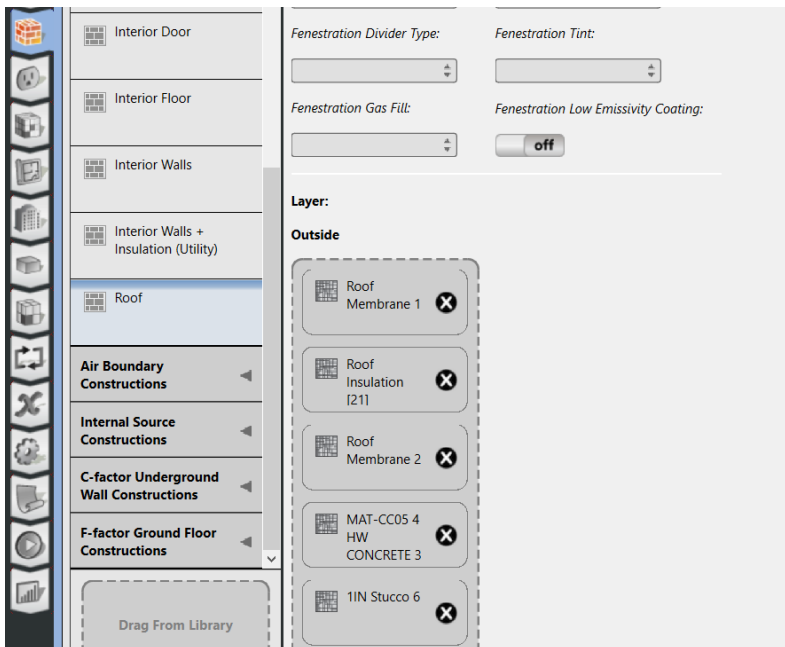 Interior Door
Interior Floor
Interior Walls
Interior Walls +
Insulation (Utility)
Roof
Air Boundary
Constructions
Internal Source
Constructions
C-factor Underground
Wall Constructions
F-factor Ground Floor
Constructions
Drag From Library
Fenestration Divider Type:
Fenestration Tint:
Fenestration Gas Fill:
Fenestration Low Emissivity Coating:
off
Layer:
Outside
Roof
Membrane 1
Roof
Insulation
[21]
Roof
Membrane 2
MAT-CC05 4
HW
CONCRETE 3
1IN Stucco 6